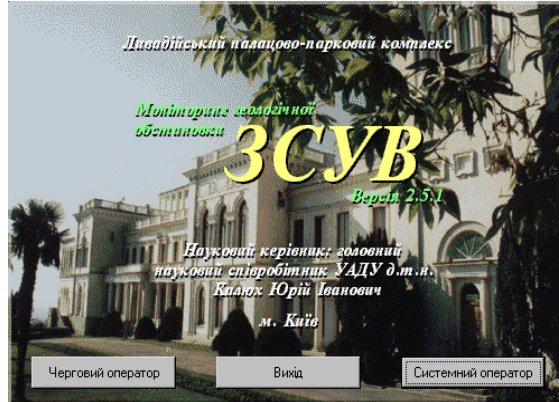 Ливадійський палацово-парковий комплекс
Моніторинг геологічної
обстановки
ЗСУВ
Версія 2.5.1
Науковий керівник: головний
науковий співробітник УАДУ д.т.н.
Калюх Юрій Іванович
м. Київ
Черговий оператор
Вихід
Системний оператор